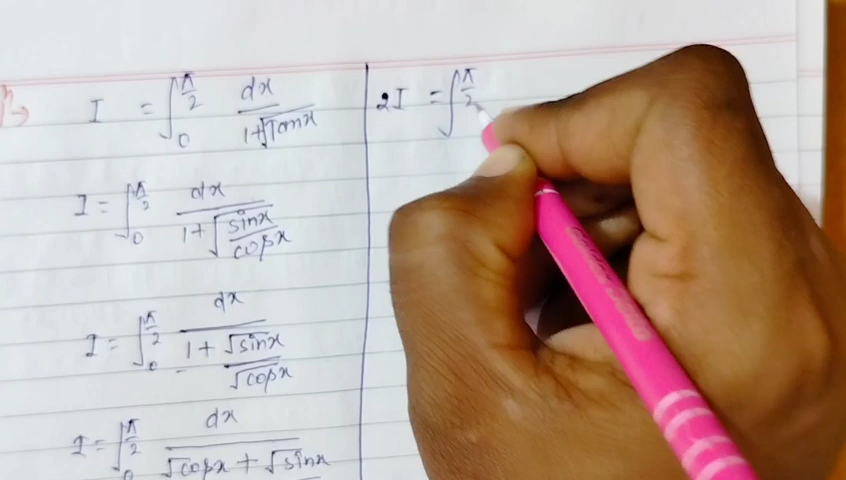 I = ∫₀^(π/2) dx / (1+√tanx)
I = ∫₀^(π/2) dx / (1+√(sinx/cosx))
I = ∫₀^(π/2) dx / (1 + √sinx/√cosx)
I = ∫₀^(π/2) dx / (√cosx + √sinx)
2I = ∫^(π/2)